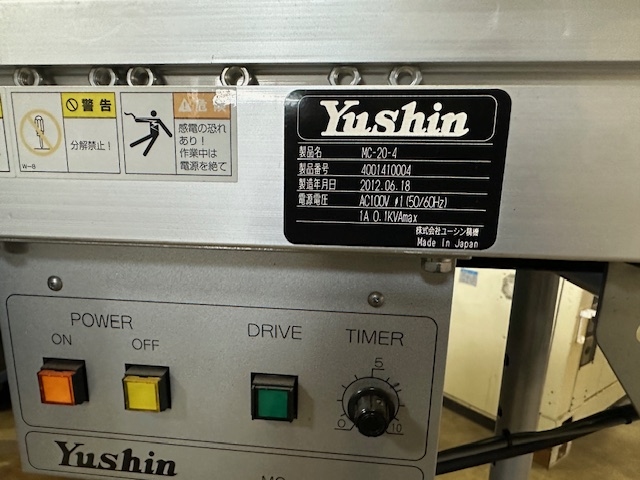 Yushin
製品名 MC-20-4
製品番号 4001410004
製造年月日 2012.06.18
電源電圧 AC100V φ1(50/60Hz)
1A 0.1KVAmax
株式会社ユーシン精機
Made In Japan
警告
分解禁止!
W-6
危険
感電の恐れ
あり!
作業中は
電源を絶て
POWER
ON
OFF
DRIVE
TIMER
0
5
10
Yushin